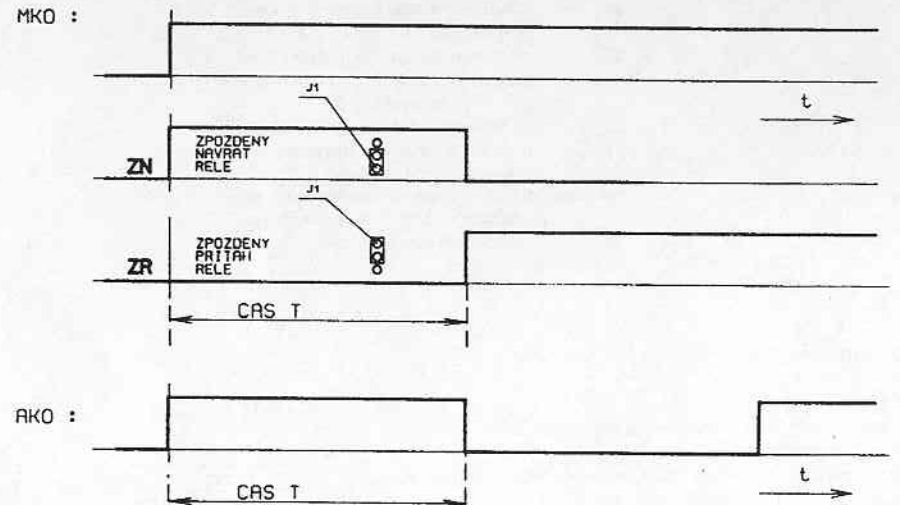 MKO :
J1
t
ZPOZDENY
NAVRAT
RELE
ZN
J1
ZPOZDENY
PRITAH
RELE
ZR
CAS T
AKO :
CAS T
t